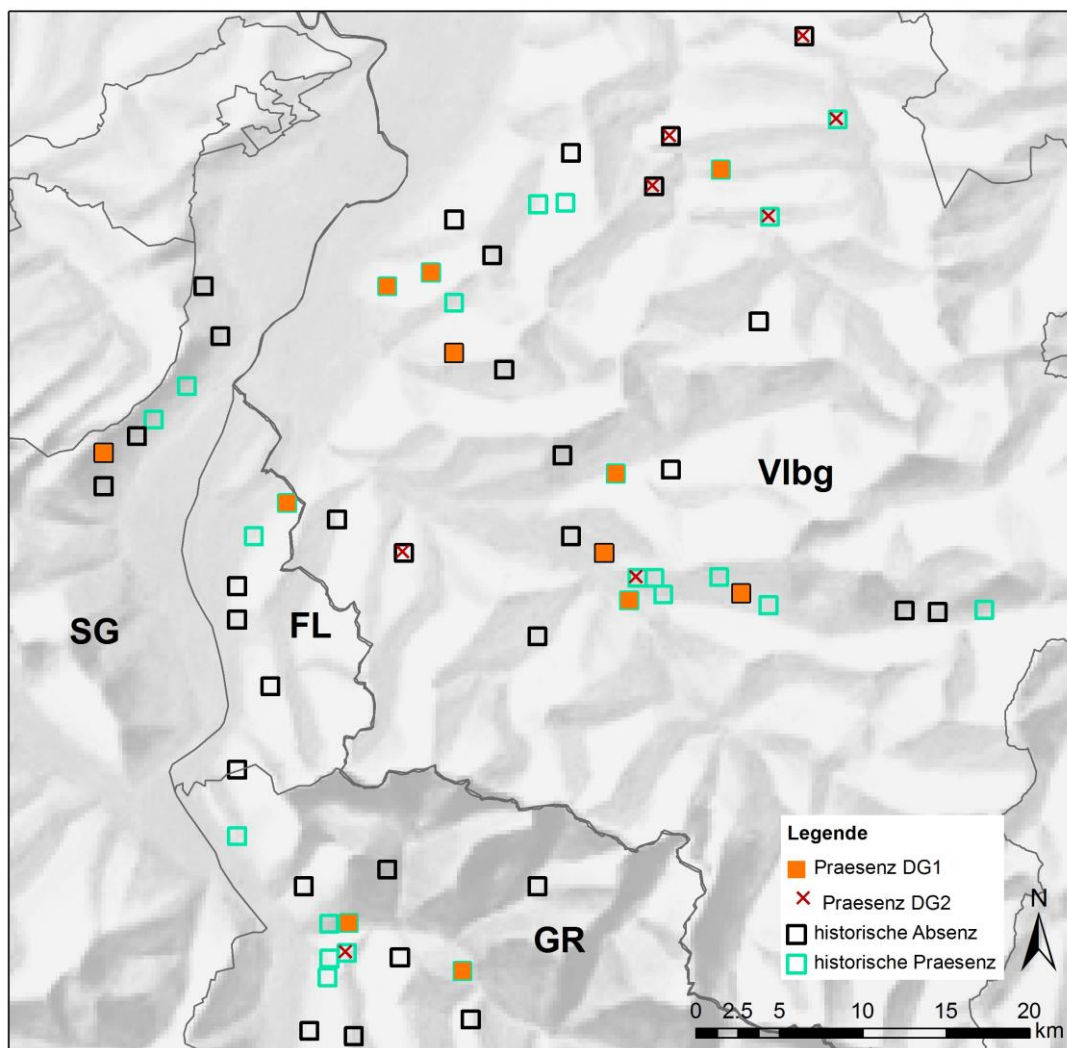 Vlbg
SG
FL
GR
Legende
Praesenz DG1
Praesenz DG2
historische Absenz
historische Praesenz
N
0 2.5 5 10 15 20
km